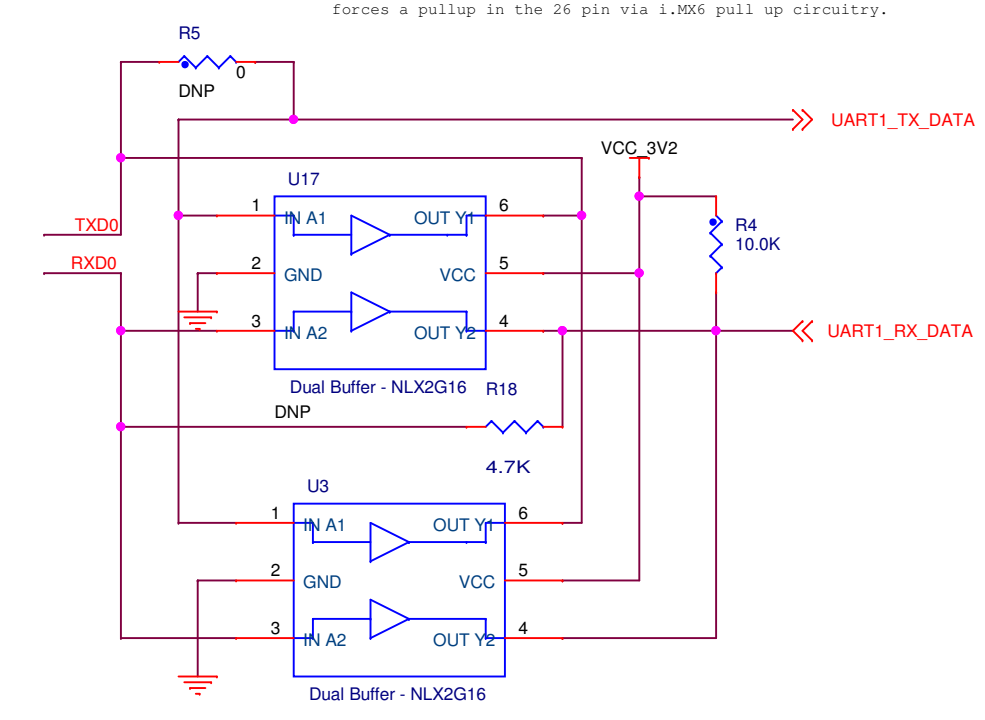 forces a pullup in the 26 pin via i.MX6 pull up circuitry.
R5
0
DNP
UART1_TX_DATA
VCC_3V2
U17
TXD0
1
IN A1
OUT Y1
6
R4
10.0K
RXD0
2
GND
VCC
5
3
IN A2
OUT Y2
4
UART1_RX_DATA
Dual Buffer - NLX2G16
R18
DNP
4.7K
U3
1
IN A1
OUT Y1
6
2
GND
VCC
5
3
IN A2
OUT Y2
4
Dual Buffer - NLX2G16